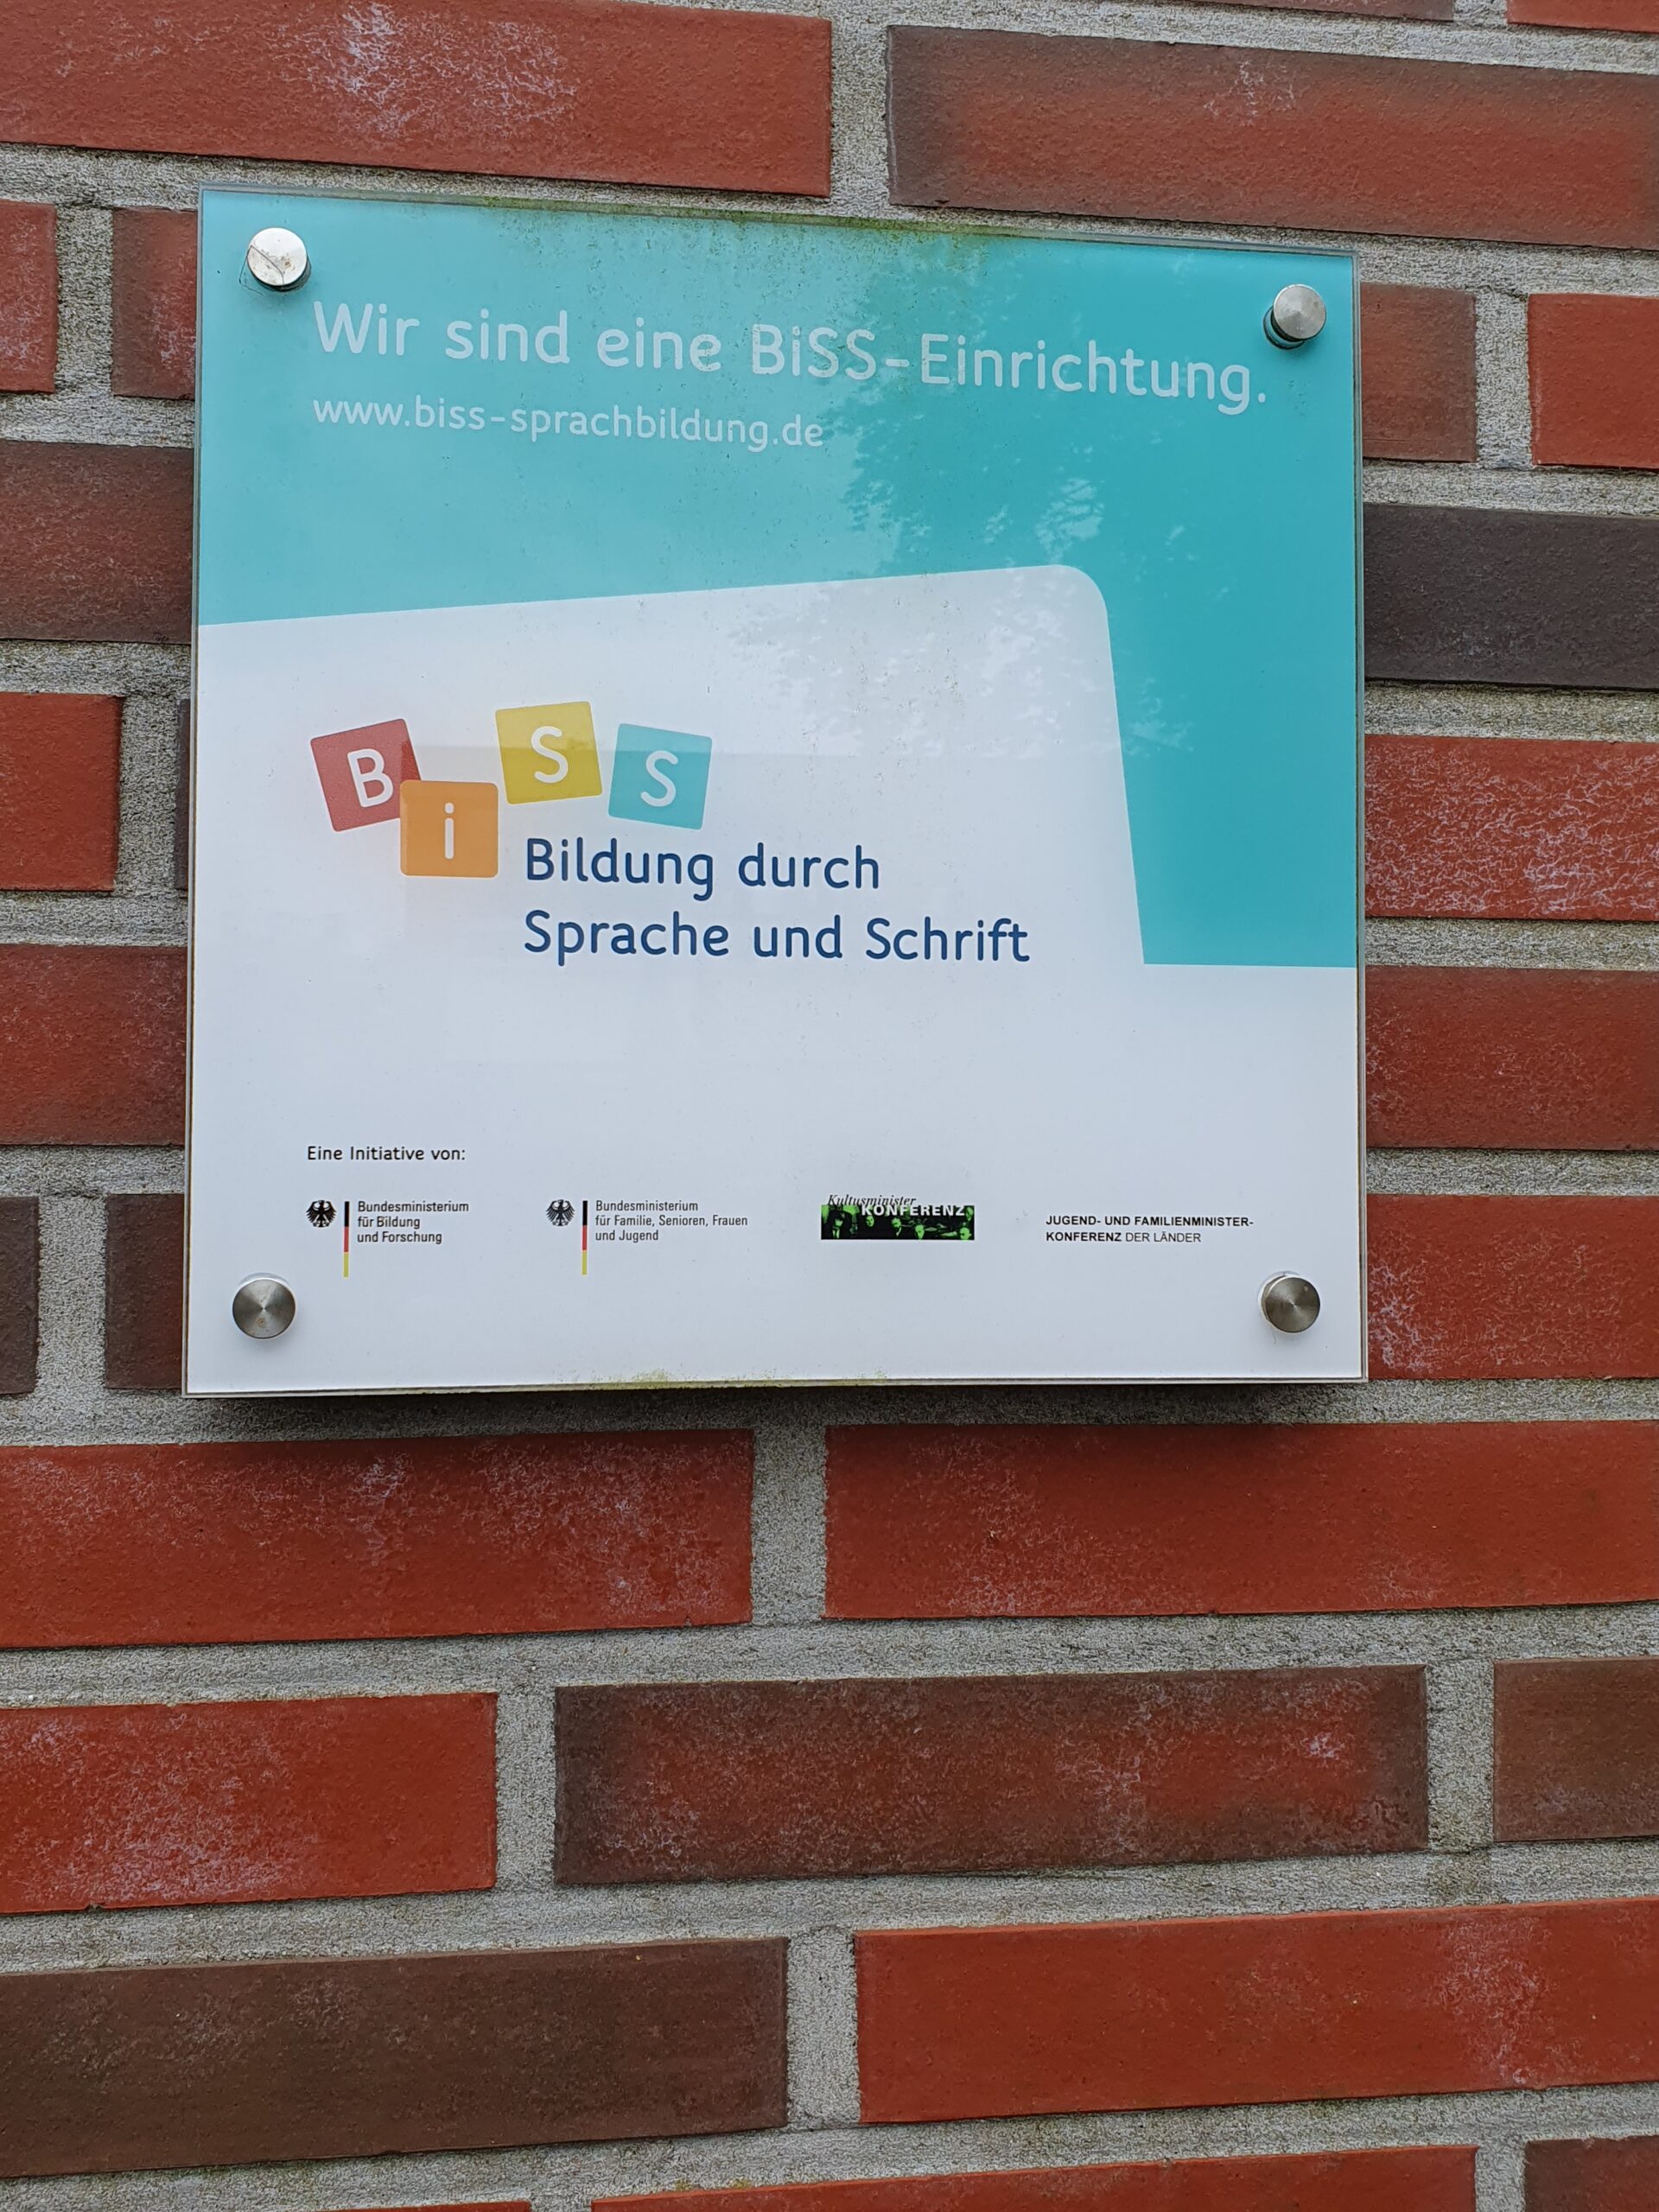 Wir sind eine BiSS-Einrichtung.
www.biss-sprachbildung.de
BiSS
Bildung durch
Sprache und Schrift
Eine Initiative von:
Bundesministerium
für Bildung
und Forschung
Bundesministerium
für Familie, Senioren, Frauen
und Jugend
Kultusminister
KONFERENZ
JUGEND- UND FAMILIENMINISTER-
KONFERENZ DER LÄNDER